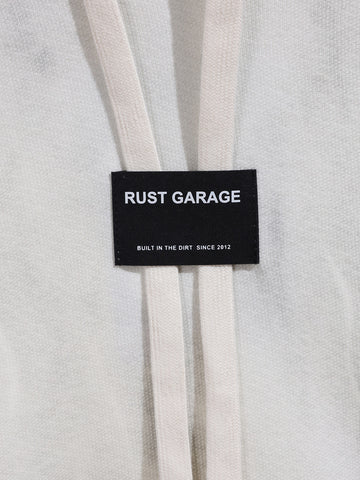 RUST GARAGE
BUILT IN THE DIRT SINCE 2012